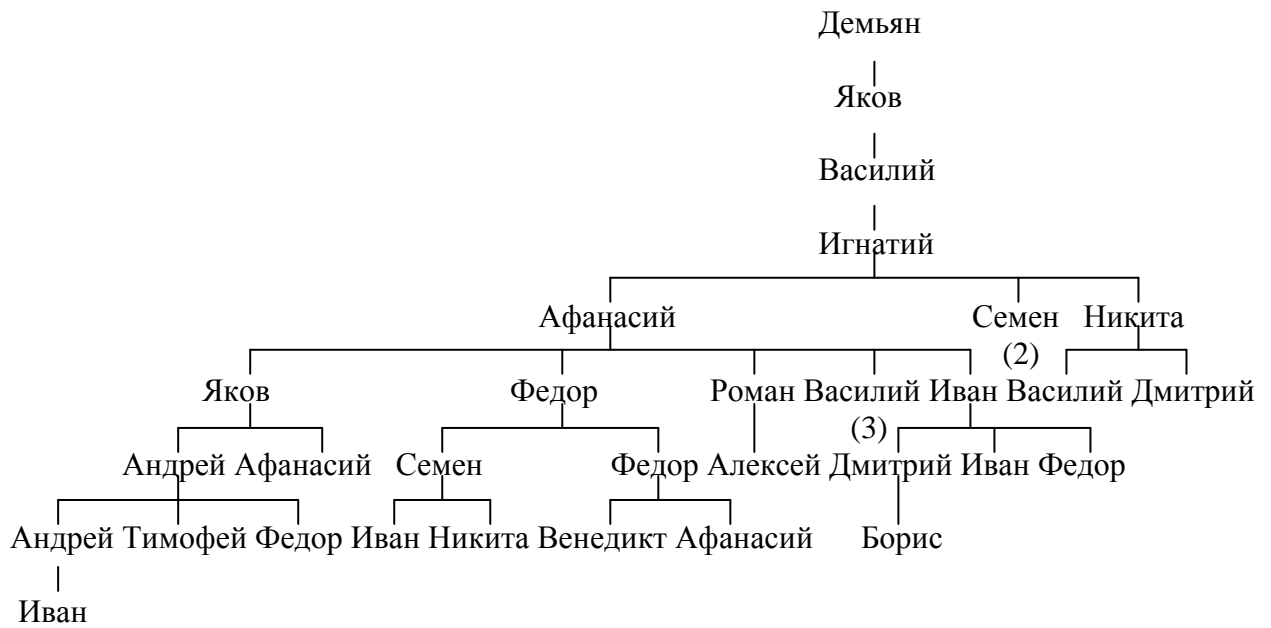 Демьян
Яков
Василий
Игнатий
Афанасий Семен Никита
(2)
Яков Федор Роман Василий Иван Василий Дмитрий
(3)
Андрей Афанасий Семен Федор Алексей Дмитрий Иван Федор
Андрей Тимофей Федор Иван Никита Венедикт Афанасий Борис
Иван